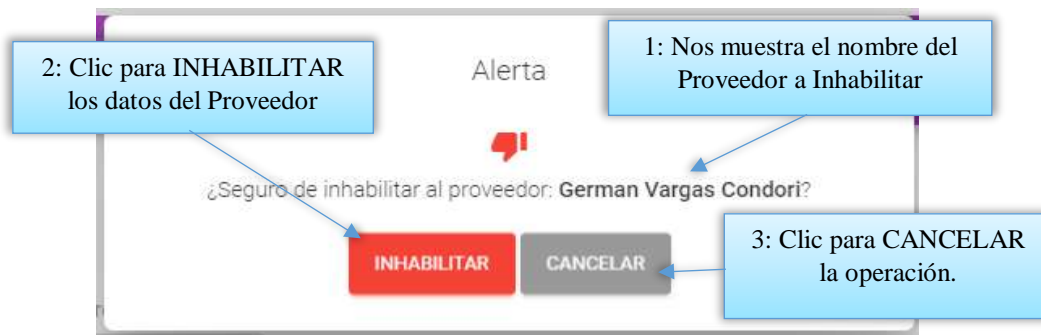 2: Clic para INHABILITAR
los datos del Proveedor
1: Nos muestra el nombre del
Proveedor a Inhabilitar
Alerta
¿Seguro de inhabilitar al proveedor: German Vargas Condori?
INHABILITAR
CANCELAR
3: Clic para CANCELAR
la operación.